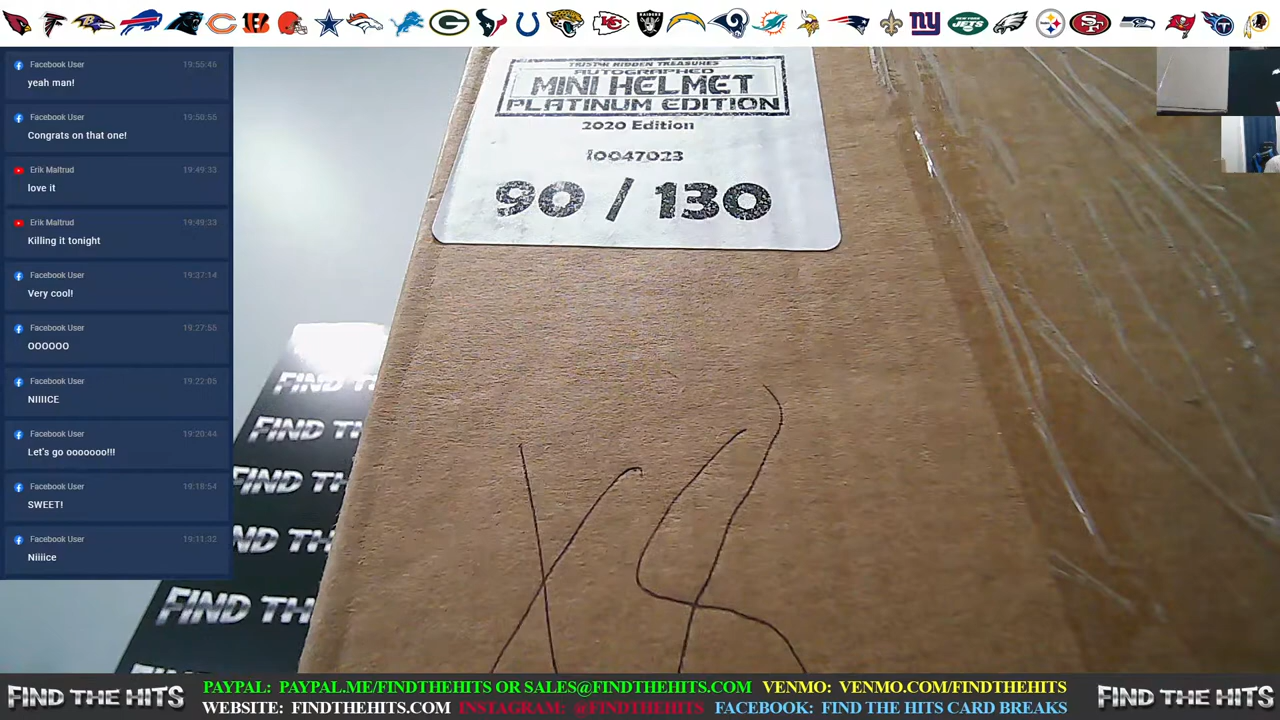 Facebook User 19:55:46
yeah man!
Facebook User 19:50:56
Congrats on that one!
Erik Maltrud 19:49:33
love it
Erik Maltrud 19:49:33
Killing it tonight
Facebook User 19:37:14
Very cool!
Facebook User 19:27:55
OOOOOO
Facebook User 19:22:05
NIIIICE
Facebook User 19:20:44
Let's go ooooooo!!!
Facebook User 19:18:54
SWEET!
Facebook User 19:11:32
Niiiice
TRISTAR HIDDEN TREASURES
AUTOGRAPHED
MINI HELMET
PLATINUM EDITION
2020 Edition
10047023
90 / 130
FIND T
FIND TH
FIND TH
ND TH
FIND TH
FIND THE HITS
PAYPAL: PAYPAL.ME/FINDTHEHITS OR SALES@FINDTHEHITS.COM VENMO: VENMO.COM/FINDTHEHITS
WEBSITE: FINDTHEHITS.COM INSTAGRAM: @FINDTHEHITS FACEBOOK: FIND THE HITS CARD BREAKS
FIND THE HITS